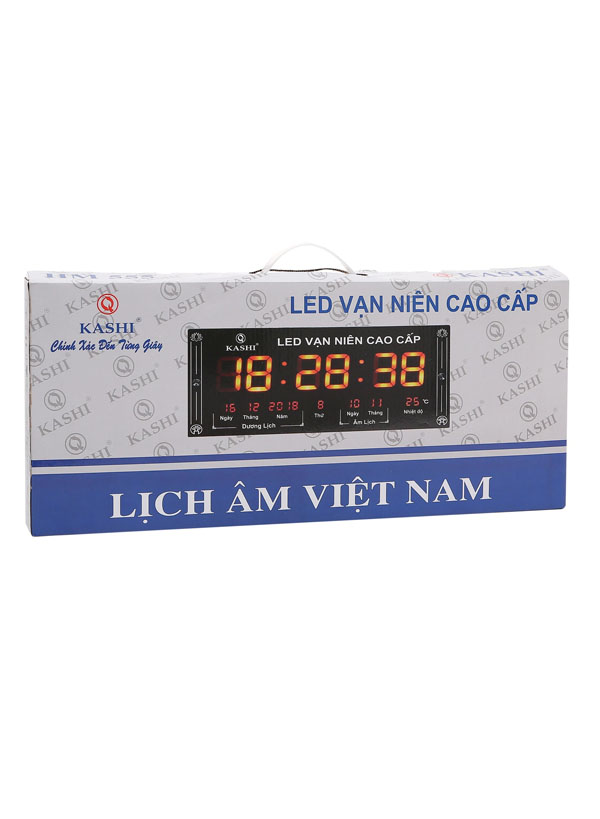 HM 555
KASHI
Chính Xác Đến Từng Giây
LED VẠN NIÊN CAO CẤP
KASHI
LED VẠN NIÊN CAO CẤP
18:28:38
16 12 2018 8 10 11 25 °C
Ngày Tháng Năm Thứ Ngày Tháng Nhiệt độ
Dương Lịch Âm Lịch
LỊCH ÂM VIỆT NAM